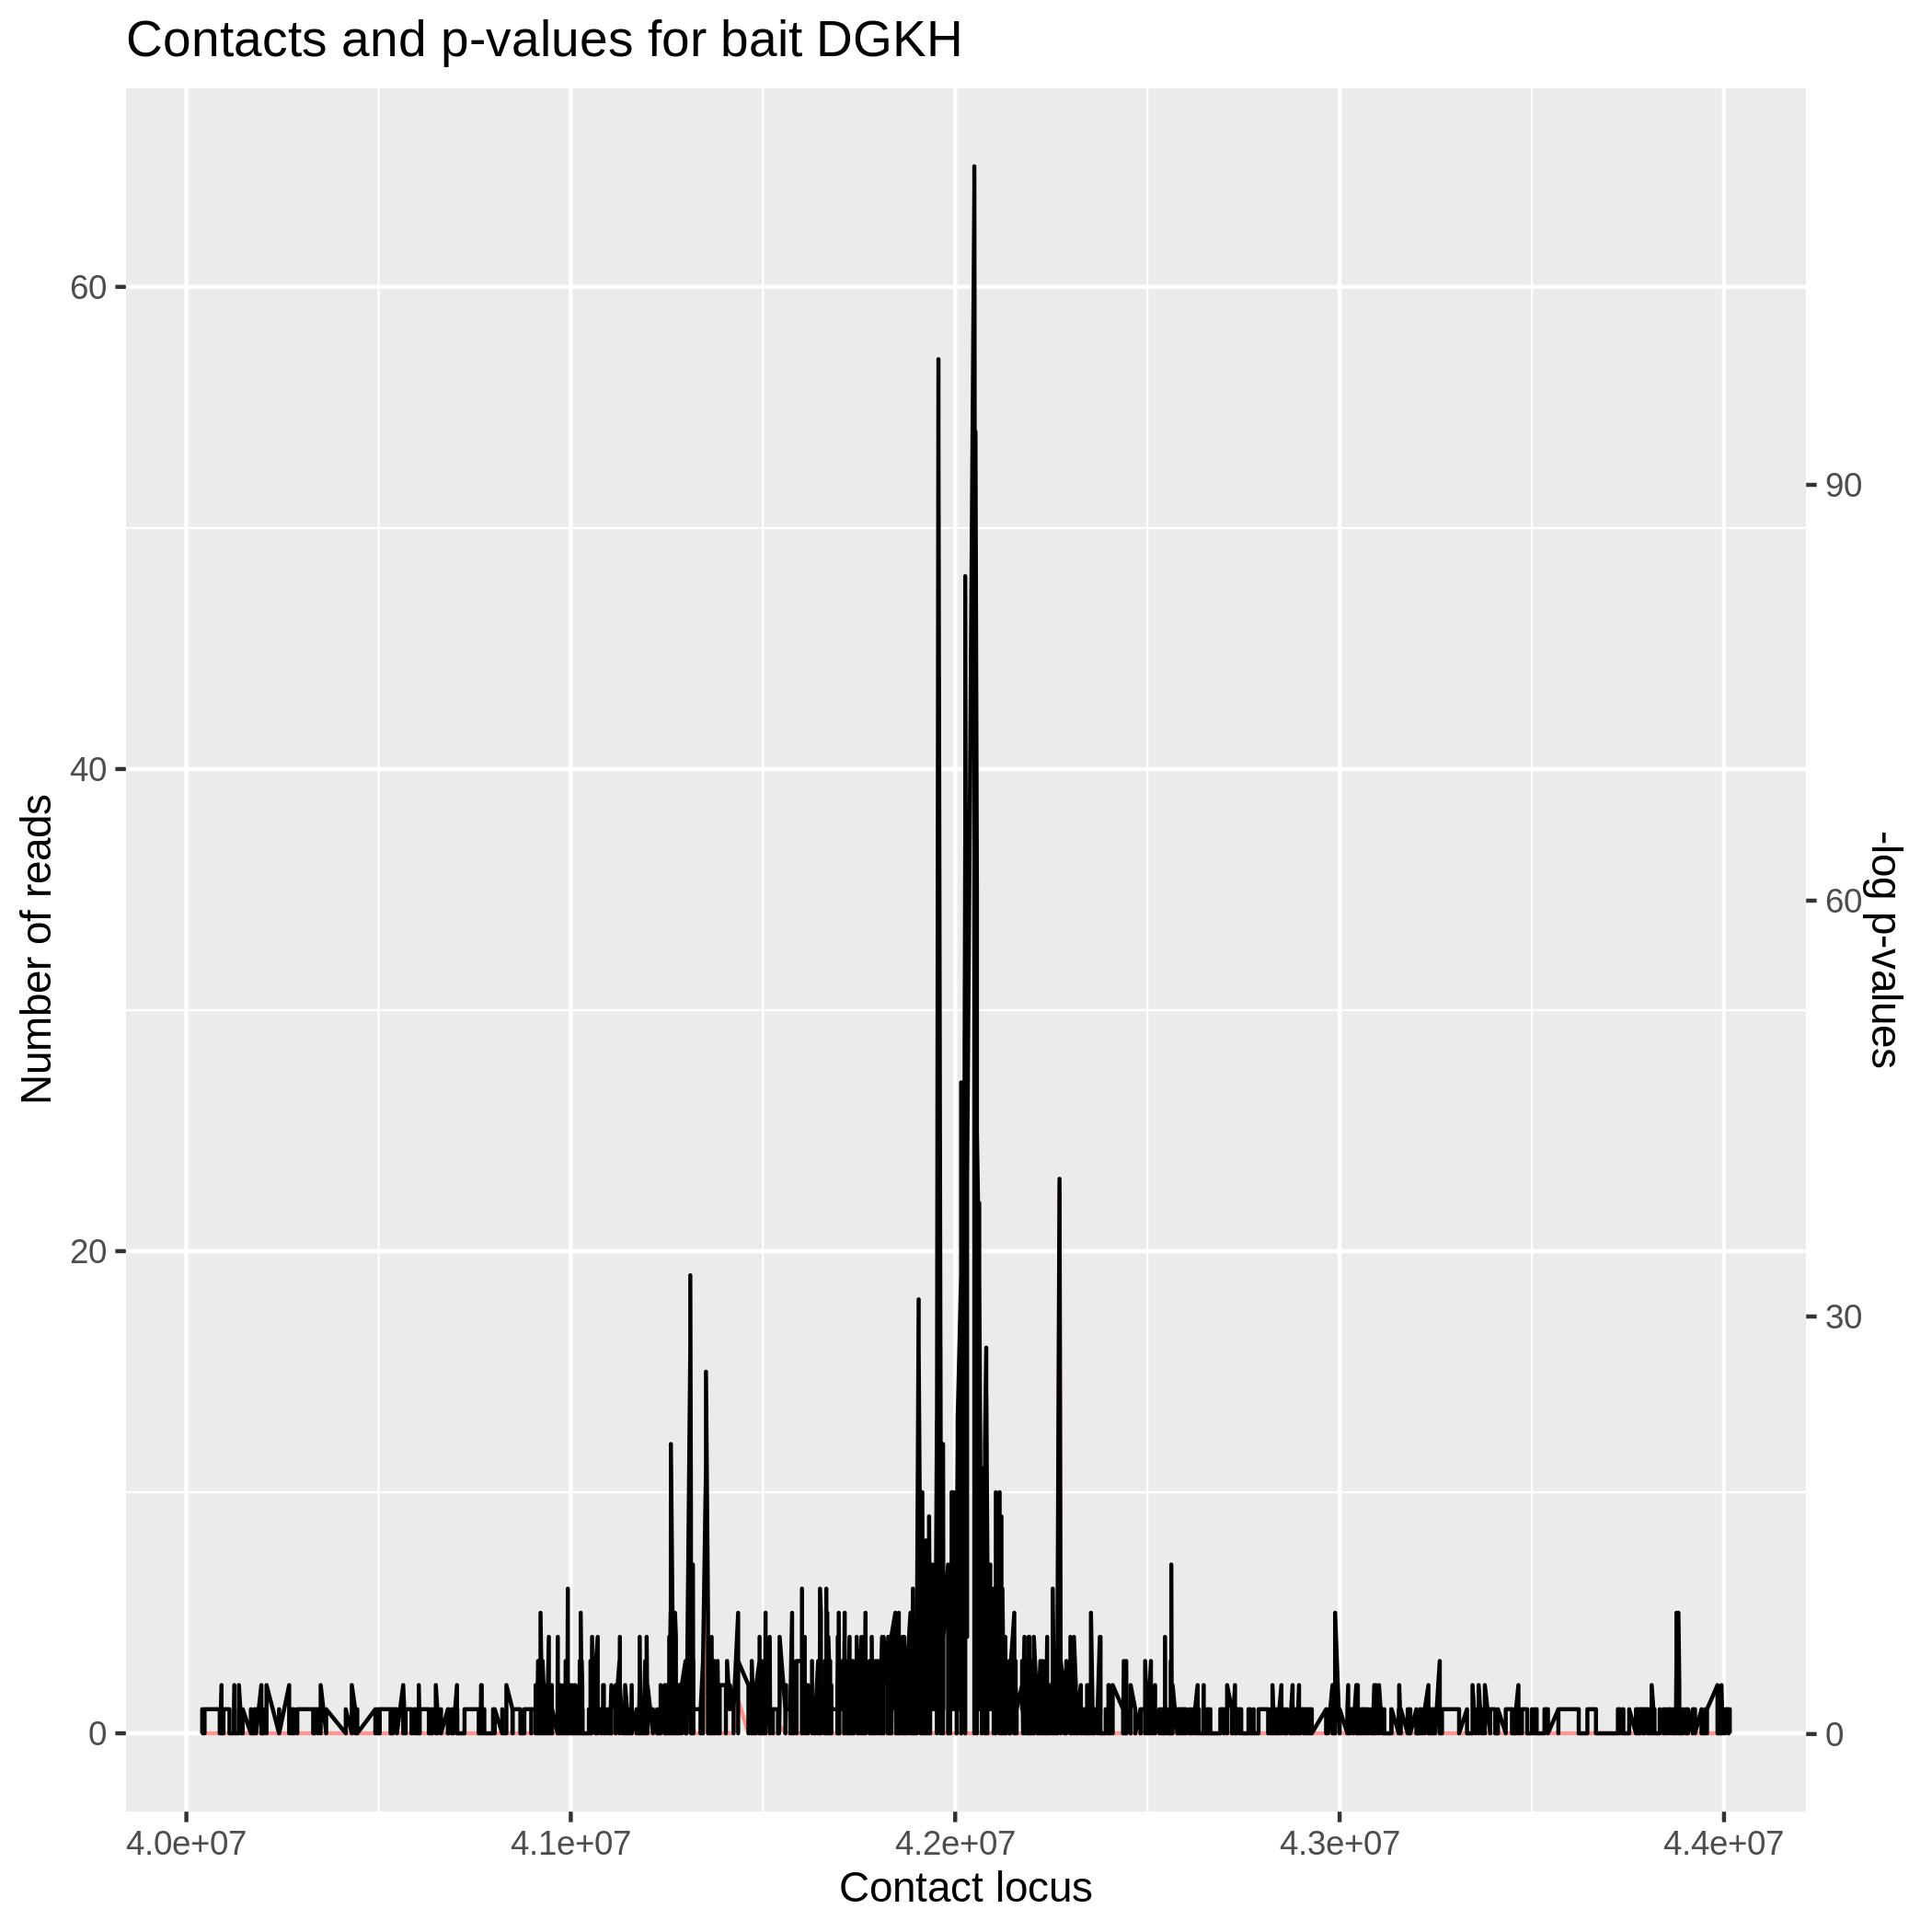 Contacts and p-values for bait DGKH
60
40
20
0
Number of reads
90
60
30
0
-log p-values
4.0e+07
4.1e+07
4.2e+07
4.3e+07
4.4e+07
Contact locus